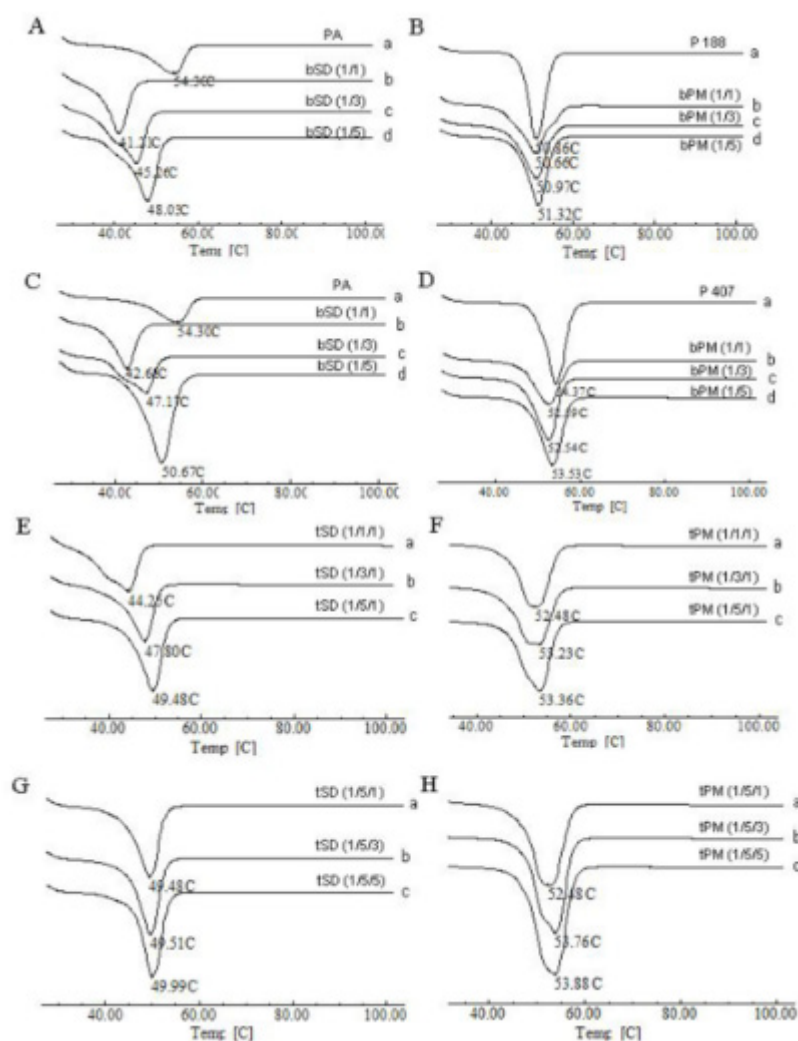 A
PA
a
54.30C
bSD (1/1)
b
41.23C
bSD (1/3)
c
45.26C
bSD (1/5)
d
48.03C
40.00 60.00 80.00 100.00
Temp [C]
B
P 188
a
50.86C
bPM (1/1)
b
50.66C
bPM (1/3)
c
50.97C
bPM (1/5)
d
51.32C
40.00 60.00 80.00 100.00
Temp [C]
C
PA
a
54.30C
bSD (1/1)
b
bSD (1/3)
c
47.17C
bSD (1/5)
d
50.67C
40.00 60.00 80.00 100.00
Temp [C]
D
P 407
a
bPM (1/1)
b
bPM (1/3)
c
52.54C
bPM (1/5)
d
53.53C
40.00 60.00 80.00 100.00
Temp [C]
E
tSD (1/1/1)
a
44.25C
tSD (1/3/1)
b
47.80C
tSD (1/5/1)
c
49.48C
40.00 60.00 80.00 100.00
Temp [C]
F
tPM (1/1/1)
a
52.48C
tPM (1/3/1)
b
53.23C
tPM (1/5/1)
c
53.36C
40.00 60.00 80.00 100.00
Temp [C]
G
tSD (1/5/1)
a
49.48C
tSD (1/5/3)
b
49.51C
tSD (1/5/5)
c
49.99C
40.00 60.00 80.00 100.00
Temp [C]
H
tPM (1/5/1)
a
52.48C
tPM (1/5/3)
b
53.76C
tPM (1/5/5)
c
53.88C
40.00 60.00 80.00 100.00
Temp [C]